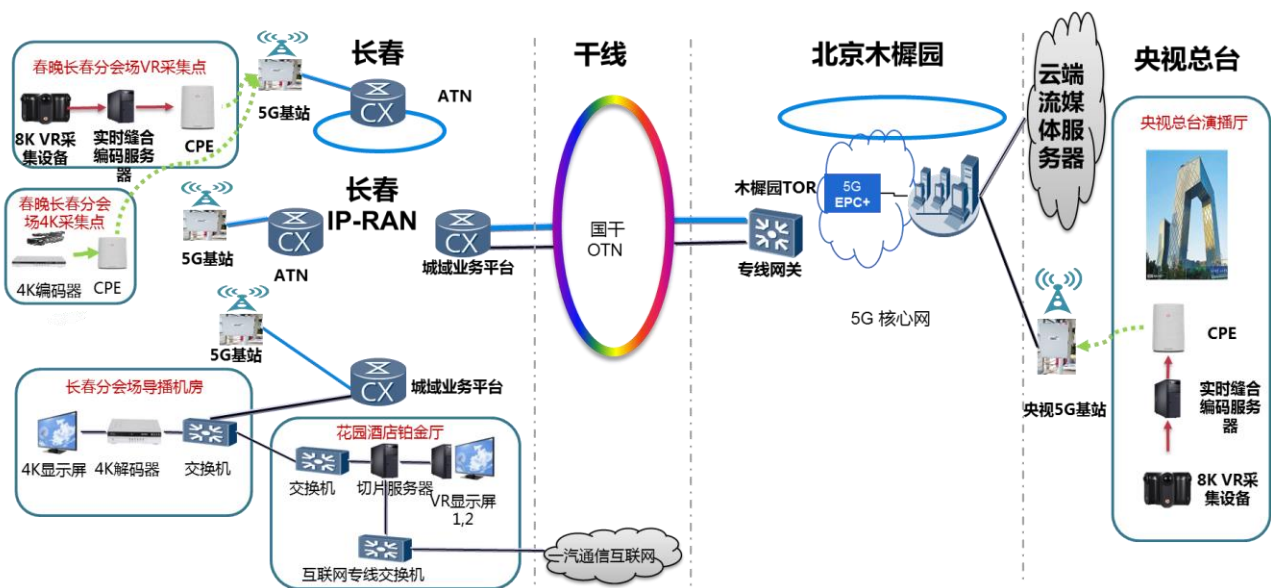 长春
干线
北京木樨园
央视总台
春晚长春分会场VR采集点
8K VR采
集设备
实时缝合
编码服务
器
CPE
5G基站
CX
ATN
春晚长春分会
场4K采集点
4K编码器
CPE
5G基站
长春
IP-RAN
CX
ATN
CX
城域业务平台
国干
OTN
木樨园TOR
专线网关
5G
EPC+
5G 核心网
云端
流媒
体服
务器
央视总台演播厅
CPE
央视5G基站
实时缝合
编码服务
器
8K VR采
集设备
5G基站
CX
城域业务平台
长春分会场导播机房
4K显示屏
4K解码器
交换机
花园酒店铂金厅
交换机
切片服务器
VR显示屏
1,2
互联网专线交换机
一汽通信互联网